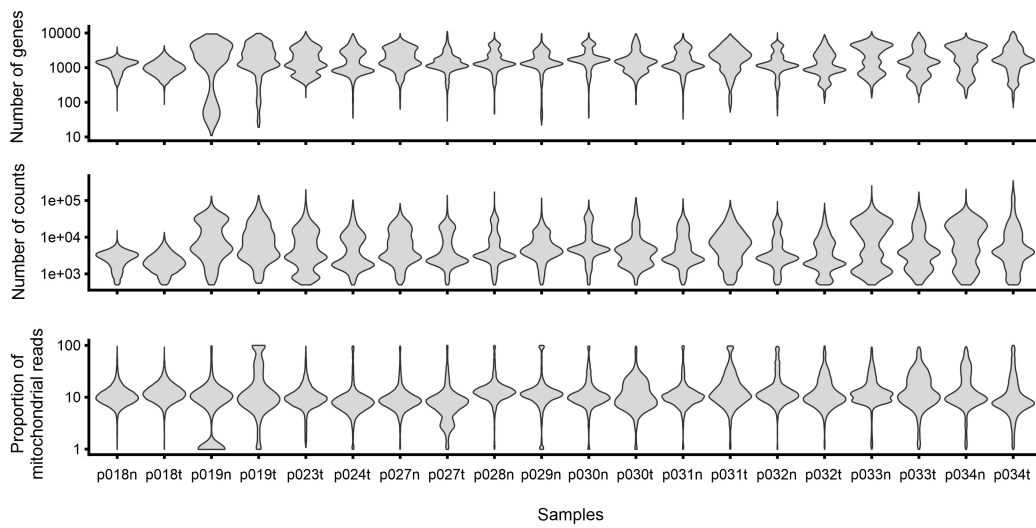 Number of genes
10000
1000
100
10
Number of counts
1e+05
1e+04
1e+03
Proportion of
mitochondrial reads
100
10
1
p018n p018t p019n p019t p023t p024t p027n p027t p028n p029n p030n p030t p031n p031t p032n p032t p033n p033t p034n p034t
Samples